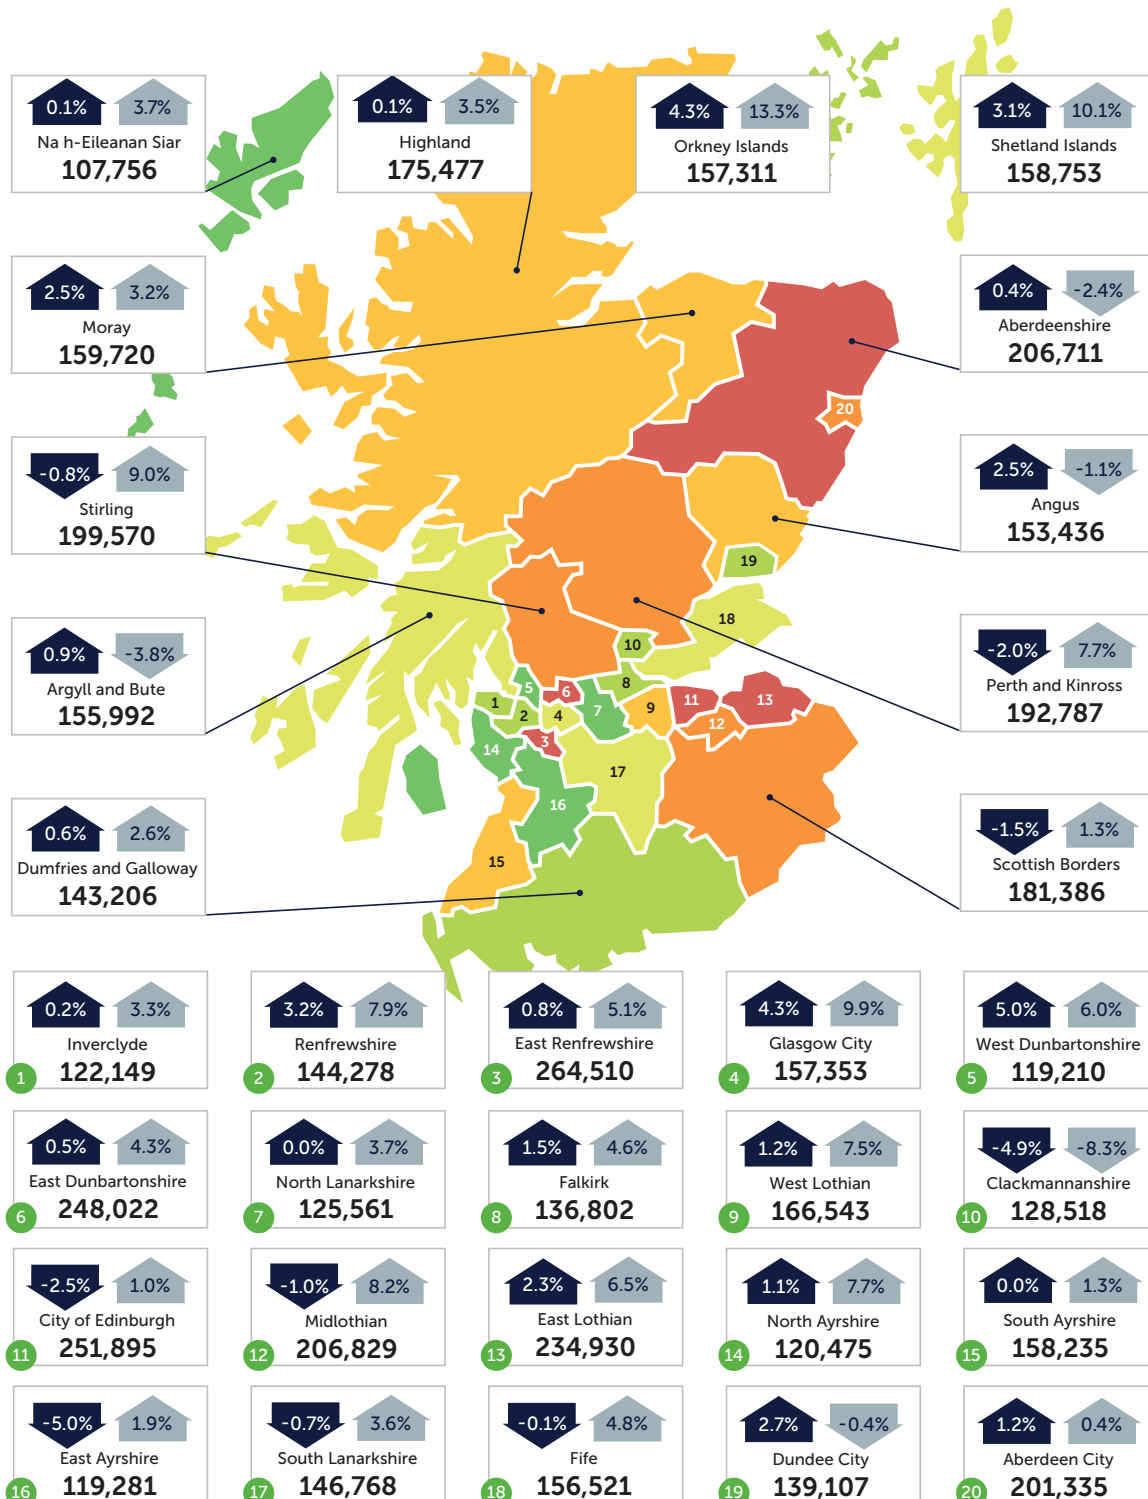 0.1% 3.7%
Na h-Eileanan Siar
107,756
0.1% 3.5%
Highland
175,477
4.3% 13.3%
Orkney Islands
157,311
3.1% 10.1%
Shetland Islands
158,753
2.5% 3.2%
Moray
159,720
0.4% -2.4%
Aberdeenshire
206,711
20
-0.8% 9.0%
Stirling
199,570
2.5% -1.1%
Angus
153,436
19
0.9% -3.8%
Argyll and Bute
155,992
18
10
-2.0% 7.7%
Perth and Kinross
192,787
5
6
8
1
2
4
7
9
11
13
12
3
14
17
16
15
0.6% 2.6%
Dumfries and Galloway
143,206
-1.5% 1.3%
Scottish Borders
181,386
0.2% 3.3%
Inverclyde
1 122,149
3.2% 7.9%
Renfrewshire
2 144,278
0.8% 5.1%
East Renfrewshire
3 264,510
4.3% 9.9%
Glasgow City
4 157,353
5.0% 6.0%
West Dunbartonshire
5 119,210
0.5% 4.3%
East Dunbartonshire
6 248,022
0.0% 3.7%
North Lanarkshire
7 125,561
1.5% 4.6%
Falkirk
8 136,802
1.2% 7.5%
West Lothian
9 166,543
-4.9% -8.3%
Clackmannanshire
10 128,518
-2.5% 1.0%
City of Edinburgh
11 251,895
-1.0% 8.2%
Midlothian
12 206,829
2.3% 6.5%
East Lothian
13 234,930
1.1% 7.7%
North Ayrshire
14 120,475
0.0% 1.3%
South Ayrshire
15 158,235
-5.0% 1.9%
East Ayrshire
16 119,281
-0.7% 3.6%
South Lanarkshire
17 146,768
-0.1% 4.8%
Fife
18 156,521
2.7% -0.4%
Dundee City
19 139,107
1.2% 0.4%
Aberdeen City
20 201,335